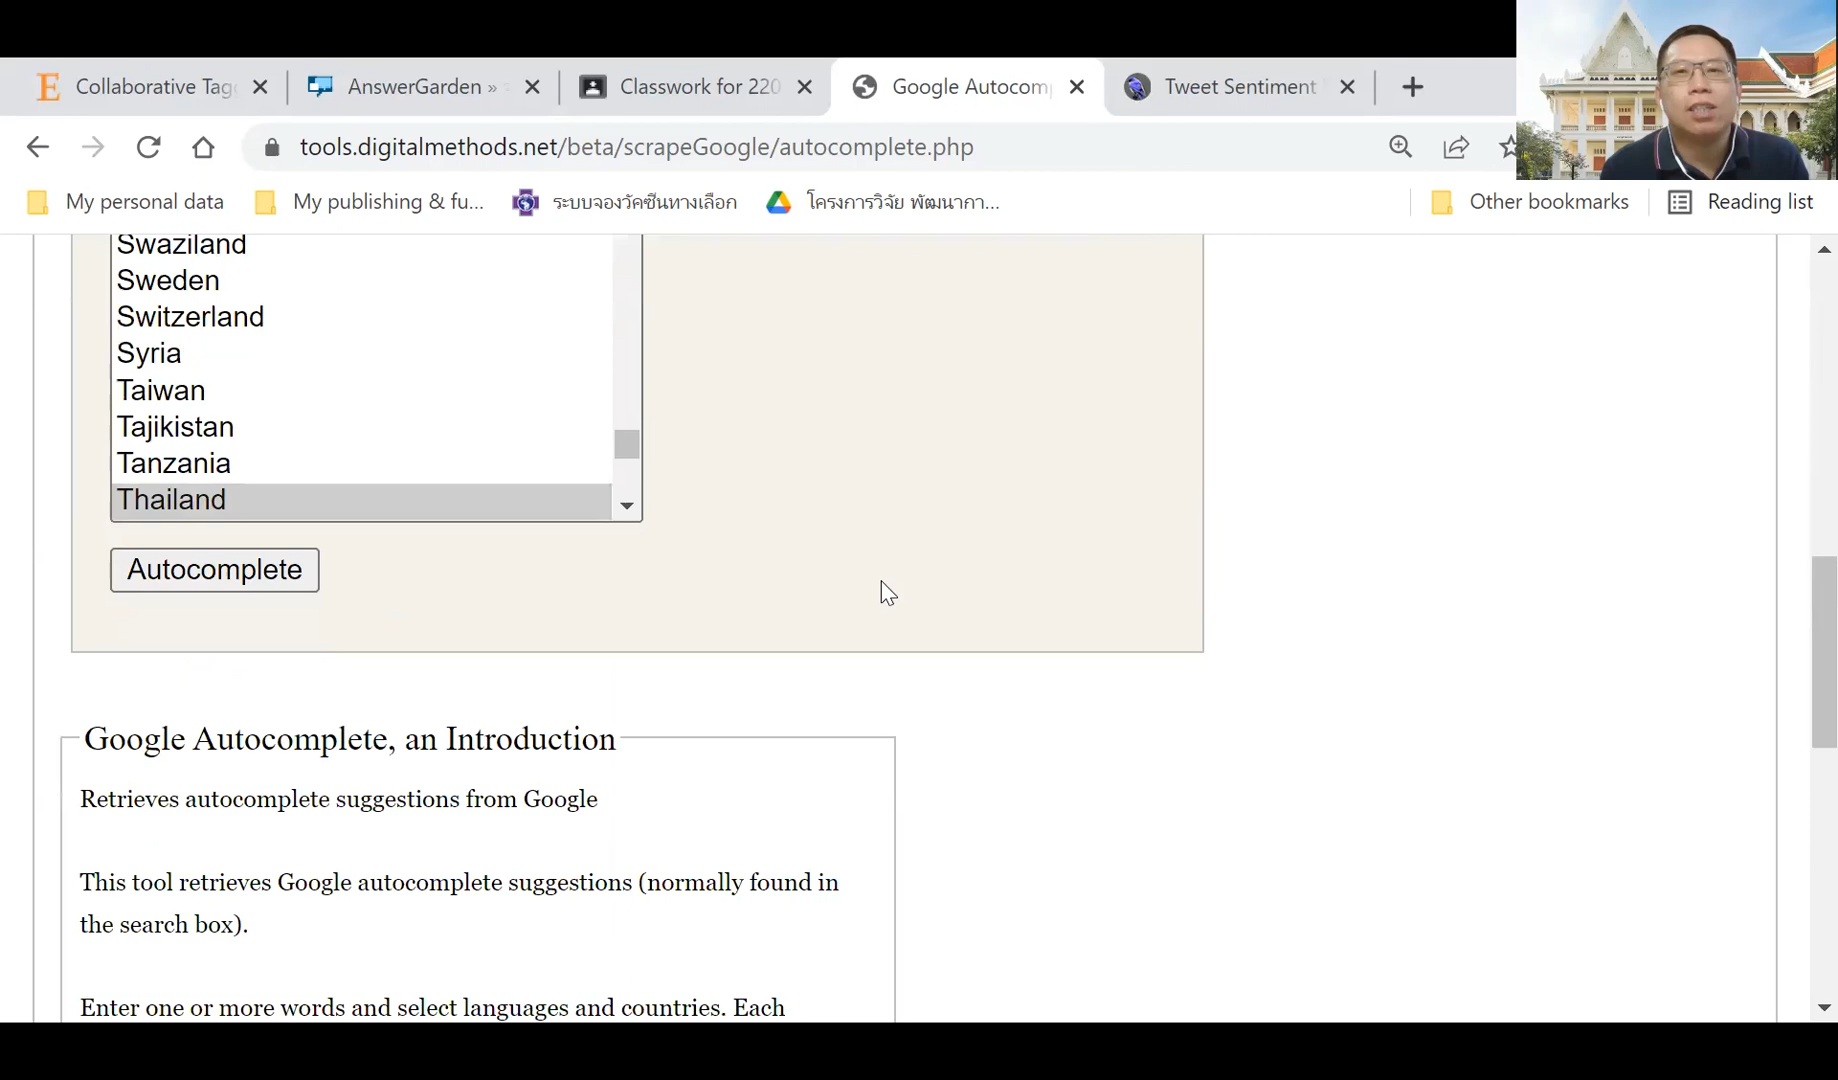 E Collaborative Tag
AnswerGarden »
Classwork for 220
Google Autocom
Tweet Sentiment
tools.digitalmethods.net/beta/scrapeGoogle/autocomplete.php
My personal data
My publishing & fu...
ระบบจองวัคซีนทางเลือก
โครงการวิจัย พัฒนากา...
Other bookmarks
Reading list
Swaziland
Sweden
Switzerland
Syria
Taiwan
Tajikistan
Tanzania
Thailand
Autocomplete
Google Autocomplete, an Introduction
Retrieves autocomplete suggestions from Google
This tool retrieves Google autocomplete suggestions (normally found in
the search box).
Enter one or more words and select languages and countries. Each